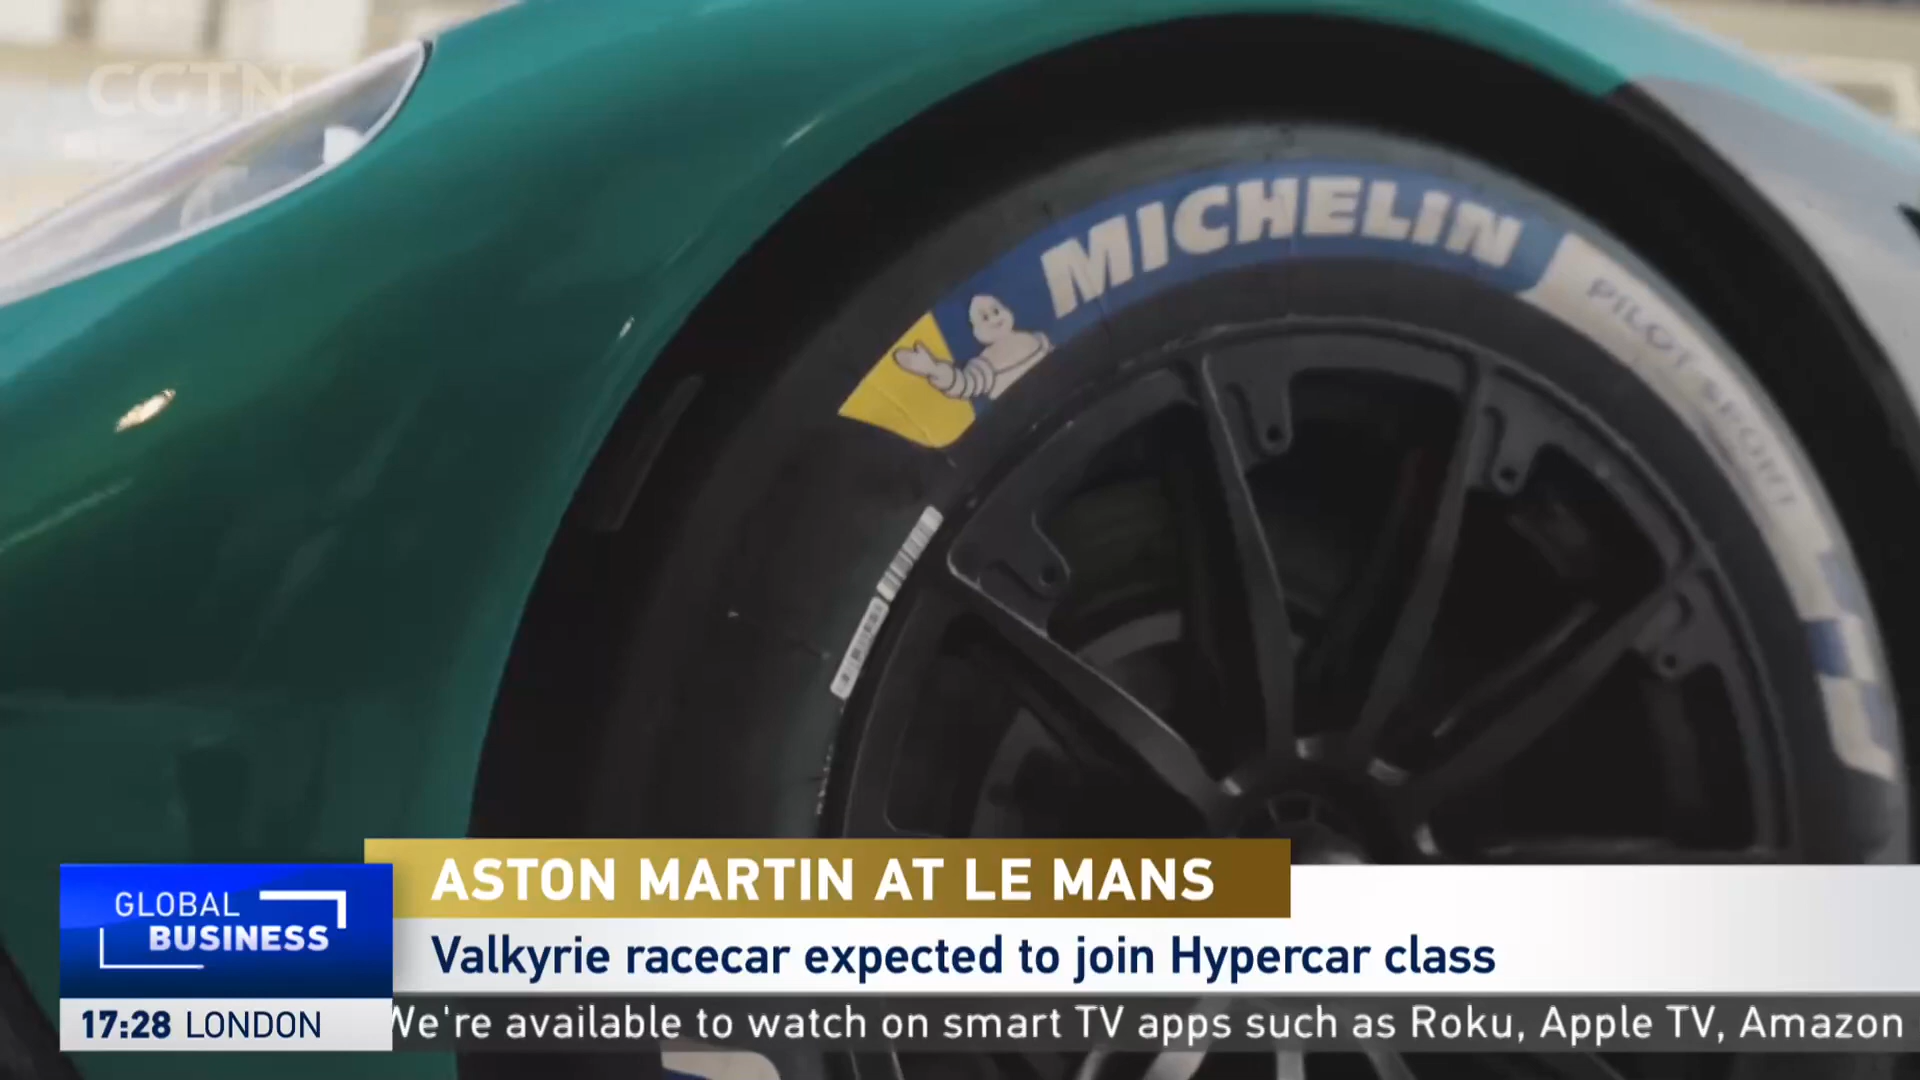 CGTN
MICHELIN
PILOT SPORT
ASTON MARTIN AT LE MANS
GLOBAL
BUSINESS
Valkyrie racecar expected to join Hypercar class
17:28 LONDON
We're available to watch on smart TV apps such as Roku, Apple TV, Amazon